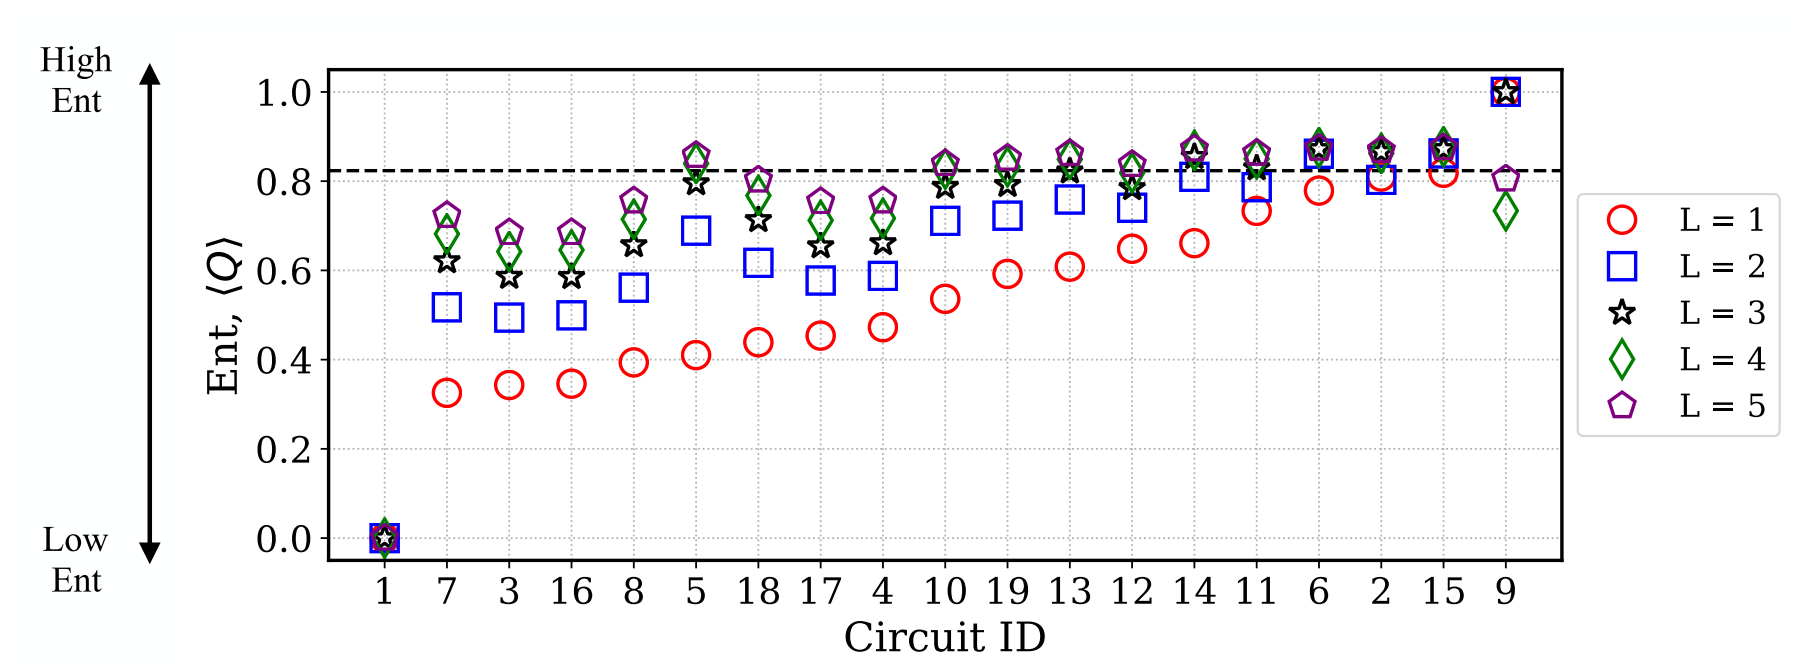 High
Ent
Low
Ent
Ent, ⟨Q⟩
1.0
0.8
0.6
0.4
0.2
0.0
1 7 3 16 8 5 18 17 4 10 19 13 12 14 11 6 2 15 9
Circuit ID
L = 1
L = 2
L = 3
L = 4
L = 5